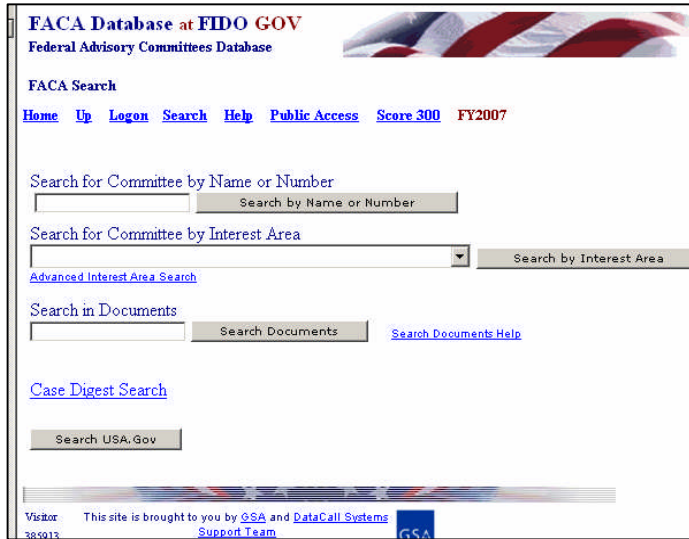 FACA Database at FIDO GOV
Federal Advisory Committees Database
FACA Search
Home Up Logon Search Help Public Access Score 300 FY2007
Search for Committee by Name or Number
Search by Name or Number
Search for Committee by Interest Area
Search by Interest Area
Advanced Interest Area Search
Search in Documents
Search Documents Search Documents Help
Case Digest Search
Search USA.Gov
Visitor This site is brought to you by GSA and DataCall Systems
385913 Support Team GSA